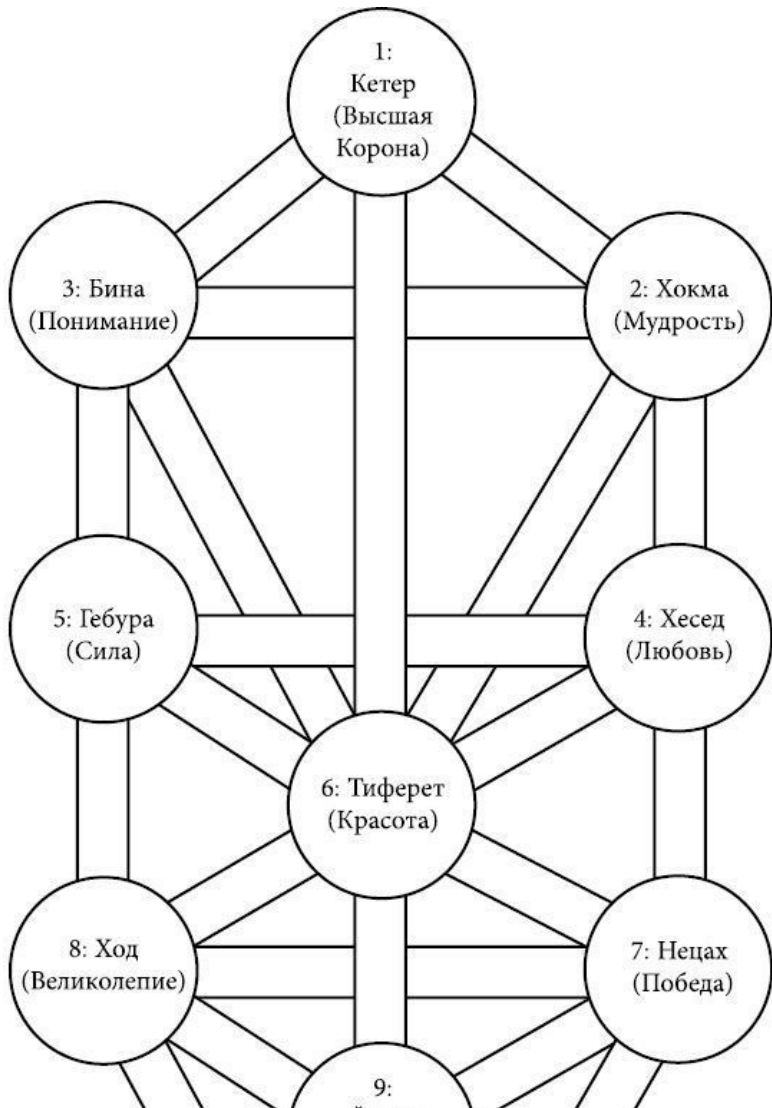 1:
Кетер
(Высшая
Корона)
3: Бина
(Понимание)
2: Хокма
(Мудрость)
5: Гебура
(Сила)
4: Хесед
(Любовь)
6: Тиферет
(Красота)
8: Ход
(Великолепие)
7: Нецах
(Победа)
9: